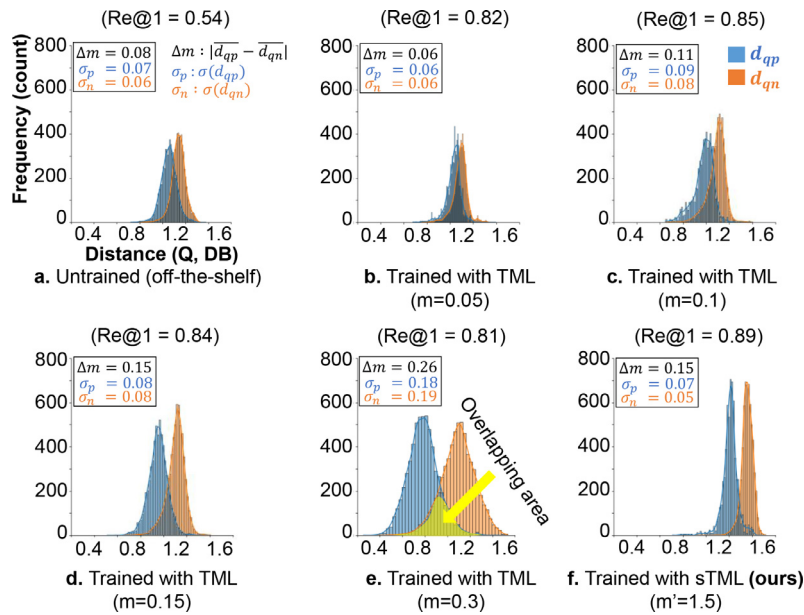 (Re@1 = 0.54)
800
600
400
200
0
Frequency (count)
Δm = 0.08
σp = 0.07
σn = 0.06
Δm : |dqp − dqn|
σp : σ(dqp)
σn : σ(dqn)
0.4 0.8 1.2 1.6
Distance (Q, DB)
a. Untrained (off-the-shelf)
(Re@1 = 0.82)
800
600
400
200
0
Δm = 0.06
σp = 0.06
σn = 0.06
0.4 0.8 1.2 1.6
b. Trained with TML
(m=0.05)
(Re@1 = 0.85)
800
600
400
200
0
Δm = 0.11
σp = 0.09
σn = 0.08
dqp
dqn
0.4 0.8 1.2 1.6
c. Trained with TML
(m=0.1)
(Re@1 = 0.84)
800
600
400
200
0
Δm = 0.15
σp = 0.08
σn = 0.08
0.4 0.8 1.2 1.6
d. Trained with TML
(m=0.15)
(Re@1 = 0.81)
800
600
400
200
0
Δm = 0.26
σp = 0.18
σn = 0.19
Overlapping area
0.4 0.8 1.2 1.6
e. Trained with TML
(m=0.3)
(Re@1 = 0.89)
800
600
400
200
0
Δm = 0.15
σp = 0.07
σn = 0.05
0.4 0.8 1.2 1.6
f. Trained with sTML (ours)
(m'=1.5)